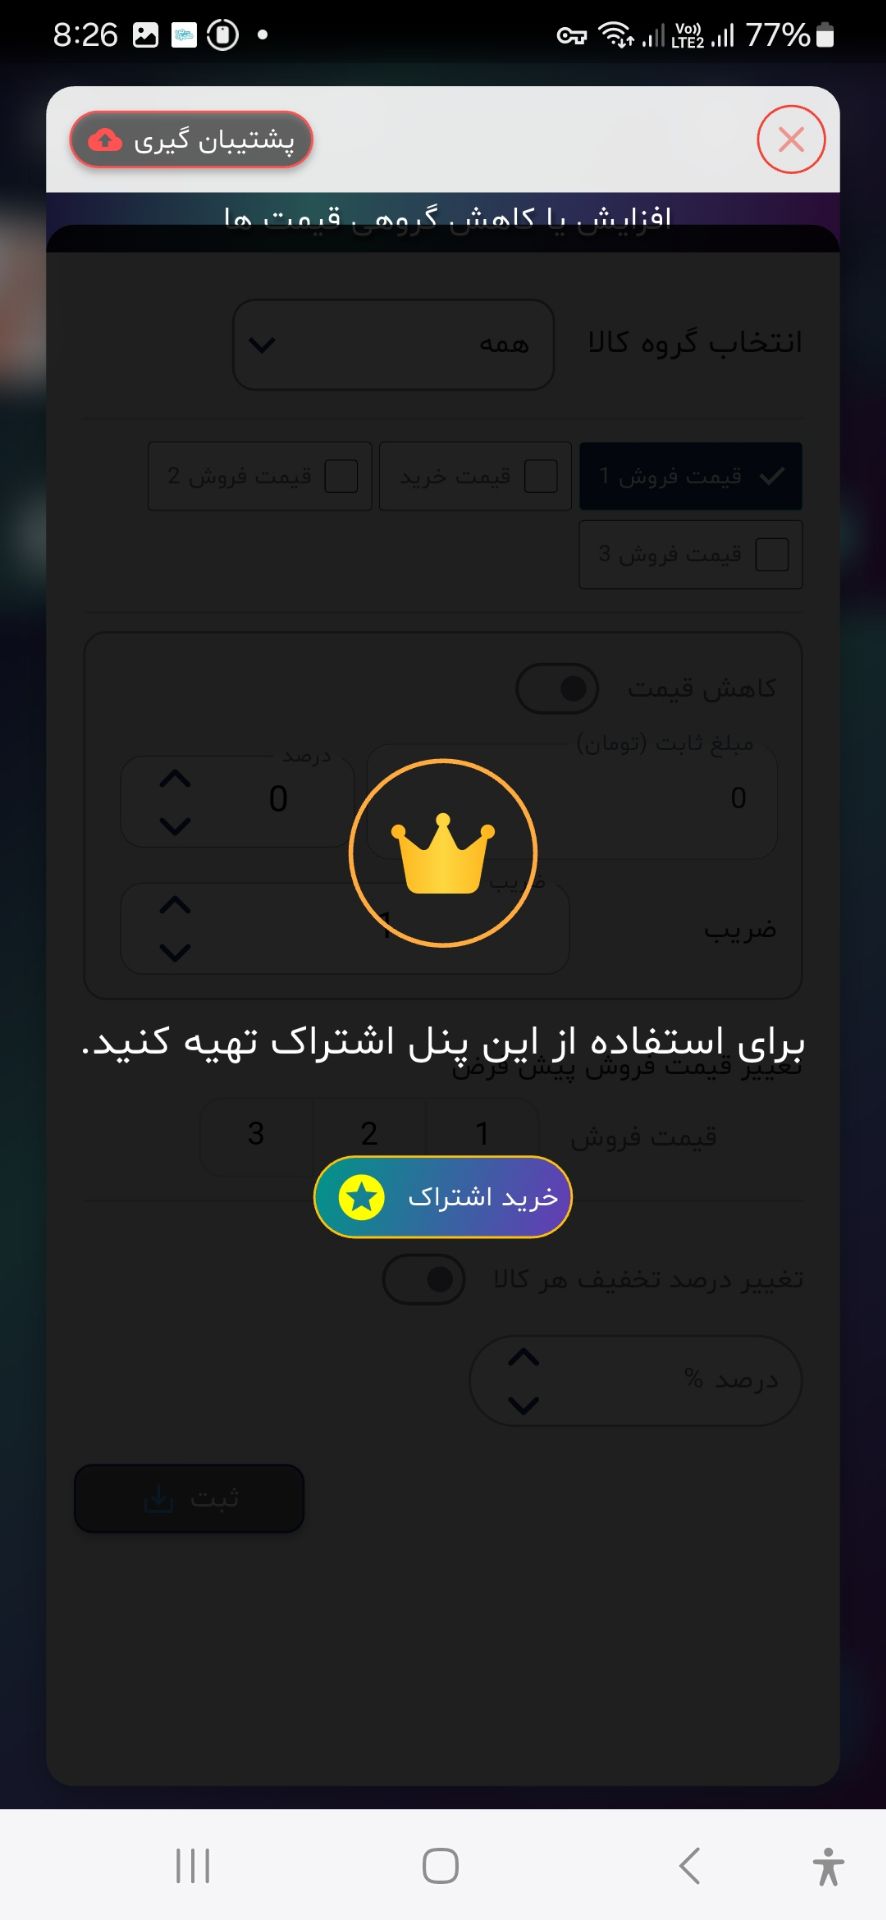 8:26
Vo)) LTE2 77%
پشتیبان گیری
افزایش یا کاهش گروهی قیمت ها
انتخاب گروه کالا همه
قیمت فروش 1 قیمت خرید قیمت فروش 2
قیمت فروش 3
کاهش قیمت
مبلغ ثابت (تومان) درصد
0 0
ضریب
ضریب 1
برای استفاده از این پنل اشتراک تهیه کنید.
تغییر قیمت فروش پیش فرض
قیمت فروش 1 2 3
خرید اشتراک
تغییر درصد تخفیف هر کالا
درصد %
ثبت